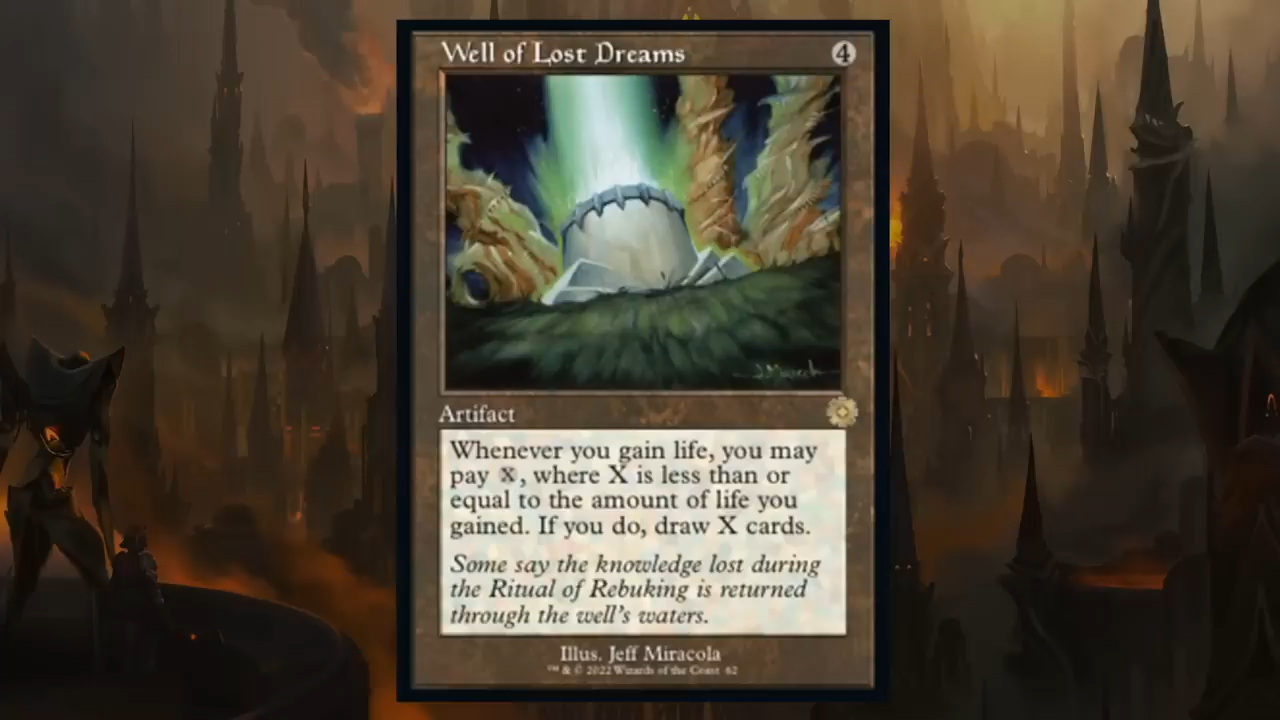 Well of Lost Dreams 4
Artifact
Whenever you gain life, you may
pay X, where X is less than or
equal to the amount of life you
gained. If you do, draw X cards.
Some say the knowledge lost during
the Ritual of Rebuking is returned
through the well's waters.
Illus. Jeff Miracola
™ & © 2022 Wizards of the Coast 62